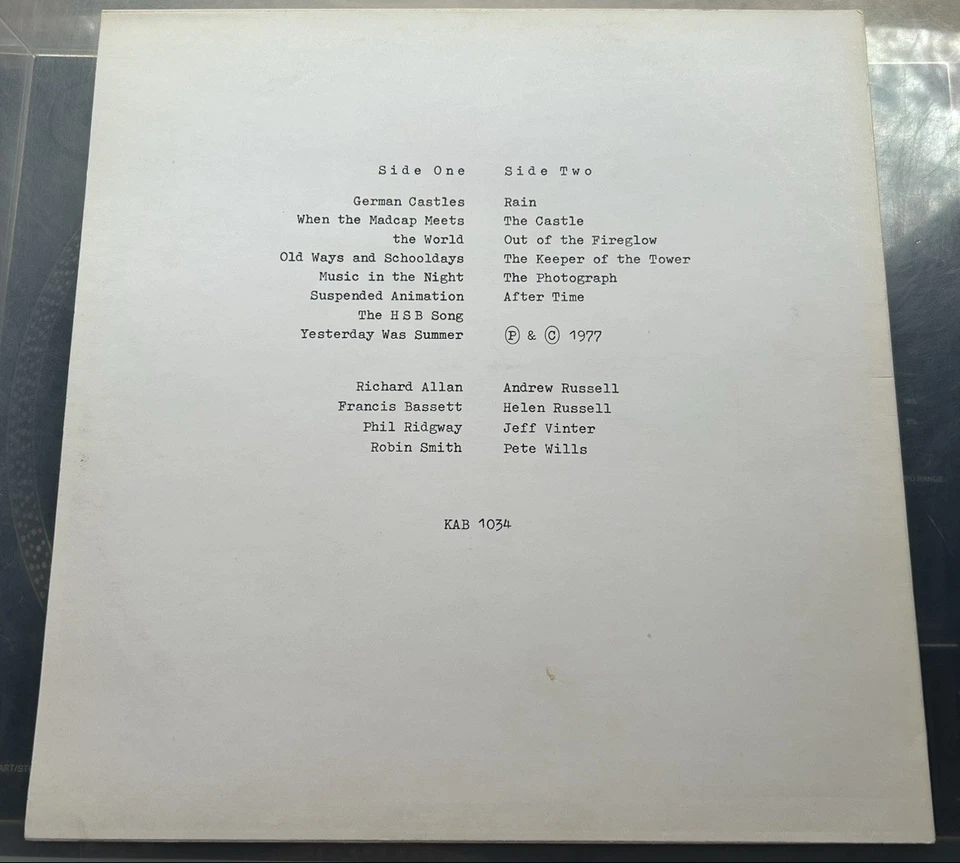 Side One
German Castles
When the Madcap Meets
the World
Old Ways and Schooldays
Music in the Night
Suspended Animation
The HSB Song
Yesterday Was Summer
Side Two
Rain
The Castle
Out of the Fireglow
The Keeper of the Tower
The Photograph
After Time
Ⓟ & Ⓒ 1977
Richard Allan
Francis Bassett
Phil Ridgway
Robin Smith
Andrew Russell
Helen Russell
Jeff Vinter
Pete Wills
KAB 1034